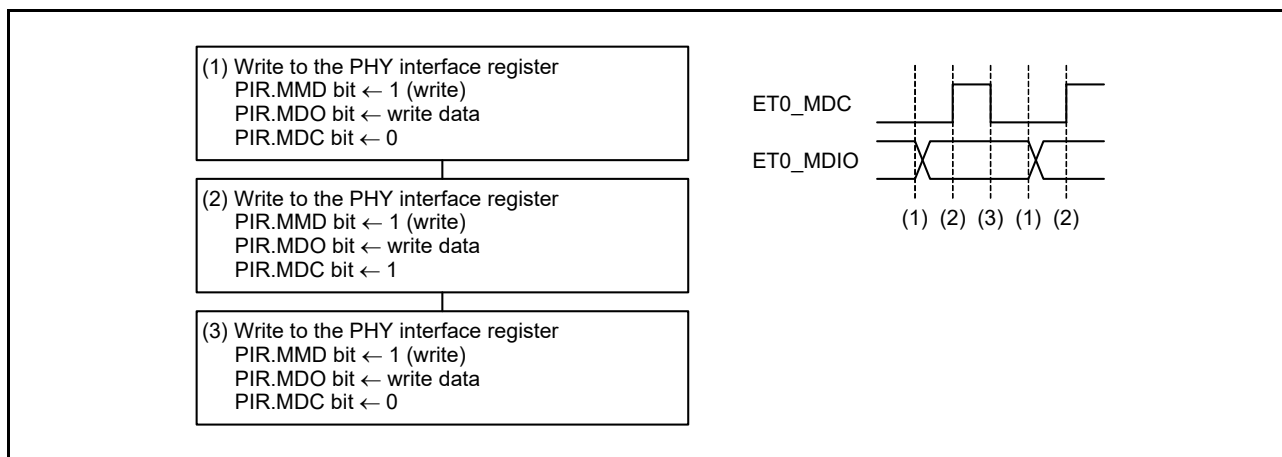 (1) Write to the PHY interface register
PIR.MMD bit ← 1 (write)
PIR.MDO bit ← write data
PIR.MDC bit ← 0
(2) Write to the PHY interface register
PIR.MMD bit ← 1 (write)
PIR.MDO bit ← write data
PIR.MDC bit ← 1
(3) Write to the PHY interface register
PIR.MMD bit ← 1 (write)
PIR.MDO bit ← write data
PIR.MDC bit ← 0
ET0_MDC
ET0_MDIO
(1) (2) (3) (1) (2)